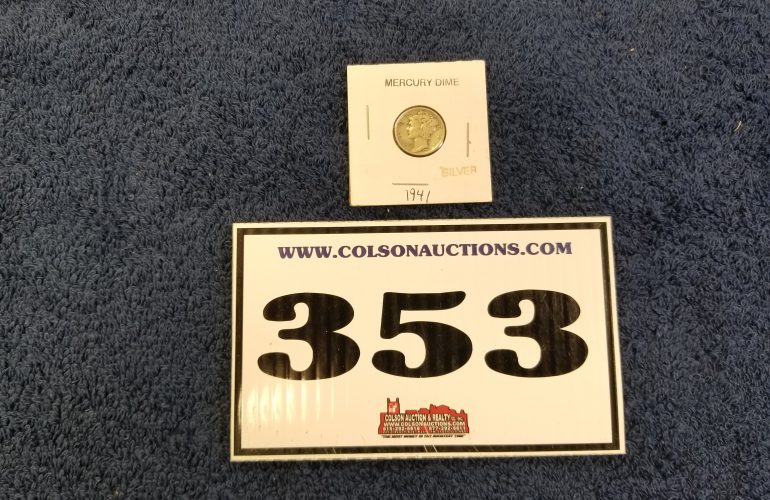 MERCURY DIME
SILVER
1941
WWW.COLSONAUCTIONS.COM
353
COLSON AUCTION & REALTY
WWW.COLSONAUCTIONS.COM